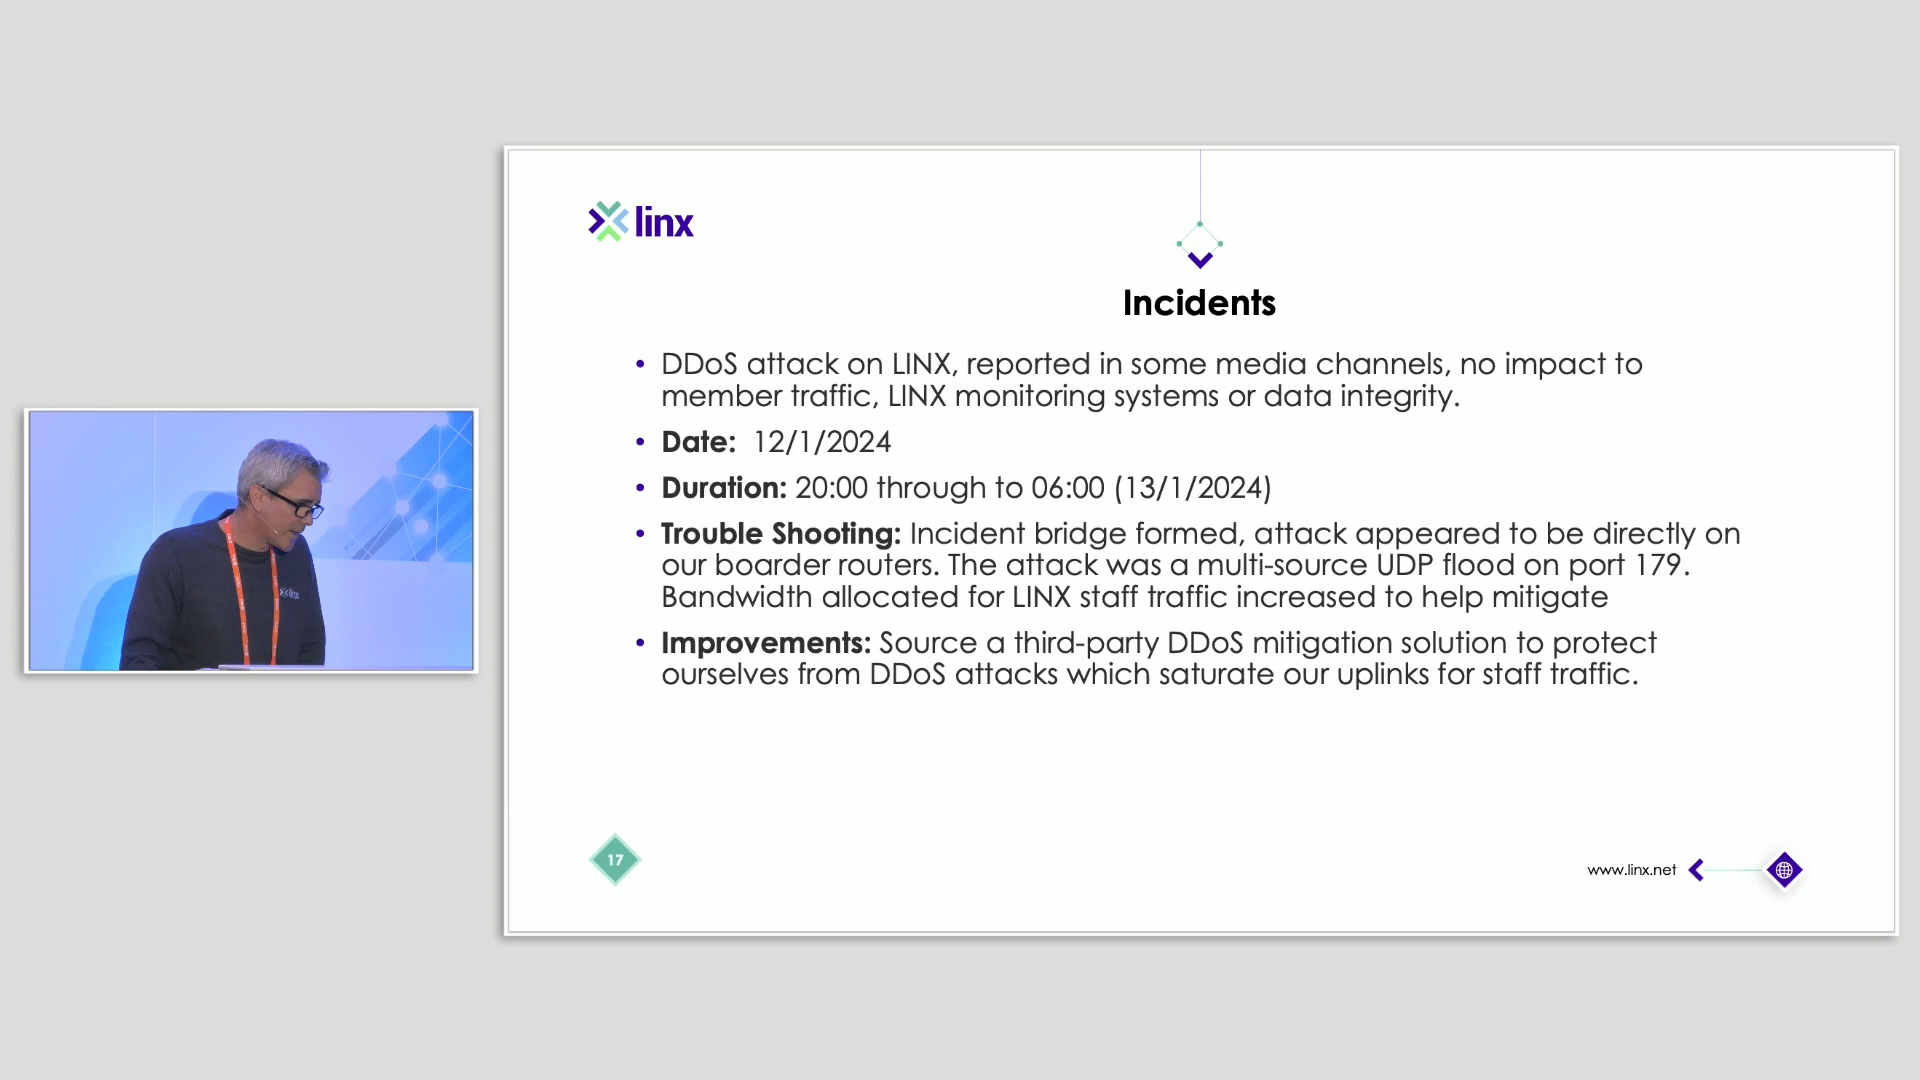 linx
Incidents
• DDoS attack on LINX, reported in some media channels, no impact to
member traffic, LINX monitoring systems or data integrity.
• Date: 12/1/2024
• Duration: 20:00 through to 06:00 (13/1/2024)
• Trouble Shooting: Incident bridge formed, attack appeared to be directly on
our boarder routers. The attack was a multi-source UDP flood on port 179.
Bandwidth allocated for LINX staff traffic increased to help mitigate
• Improvements: Source a third-party DDoS mitigation solution to protect
ourselves from DDoS attacks which saturate our uplinks for staff traffic.
17
www.linx.net
linx